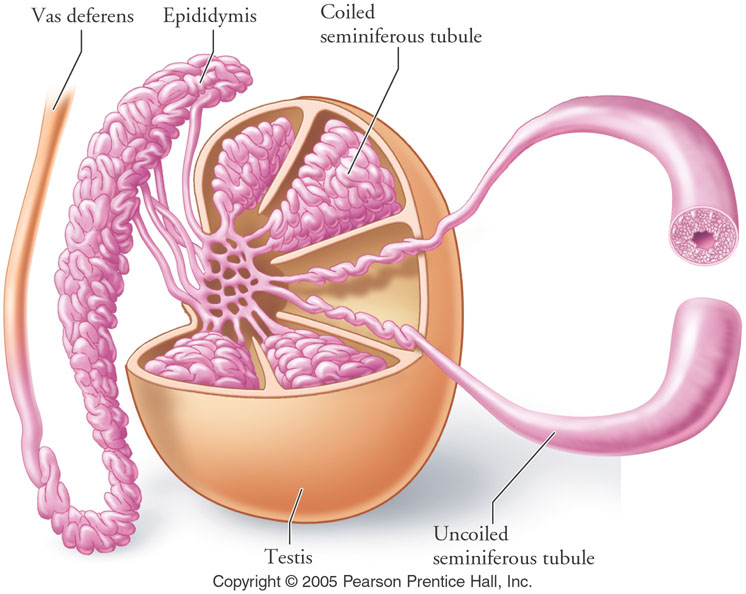 Vas deferens
Epididymis
Coiled
seminiferous tubule
Testis
Uncoiled
seminiferous tubule
Copyright © 2005 Pearson Prentice Hall, Inc.